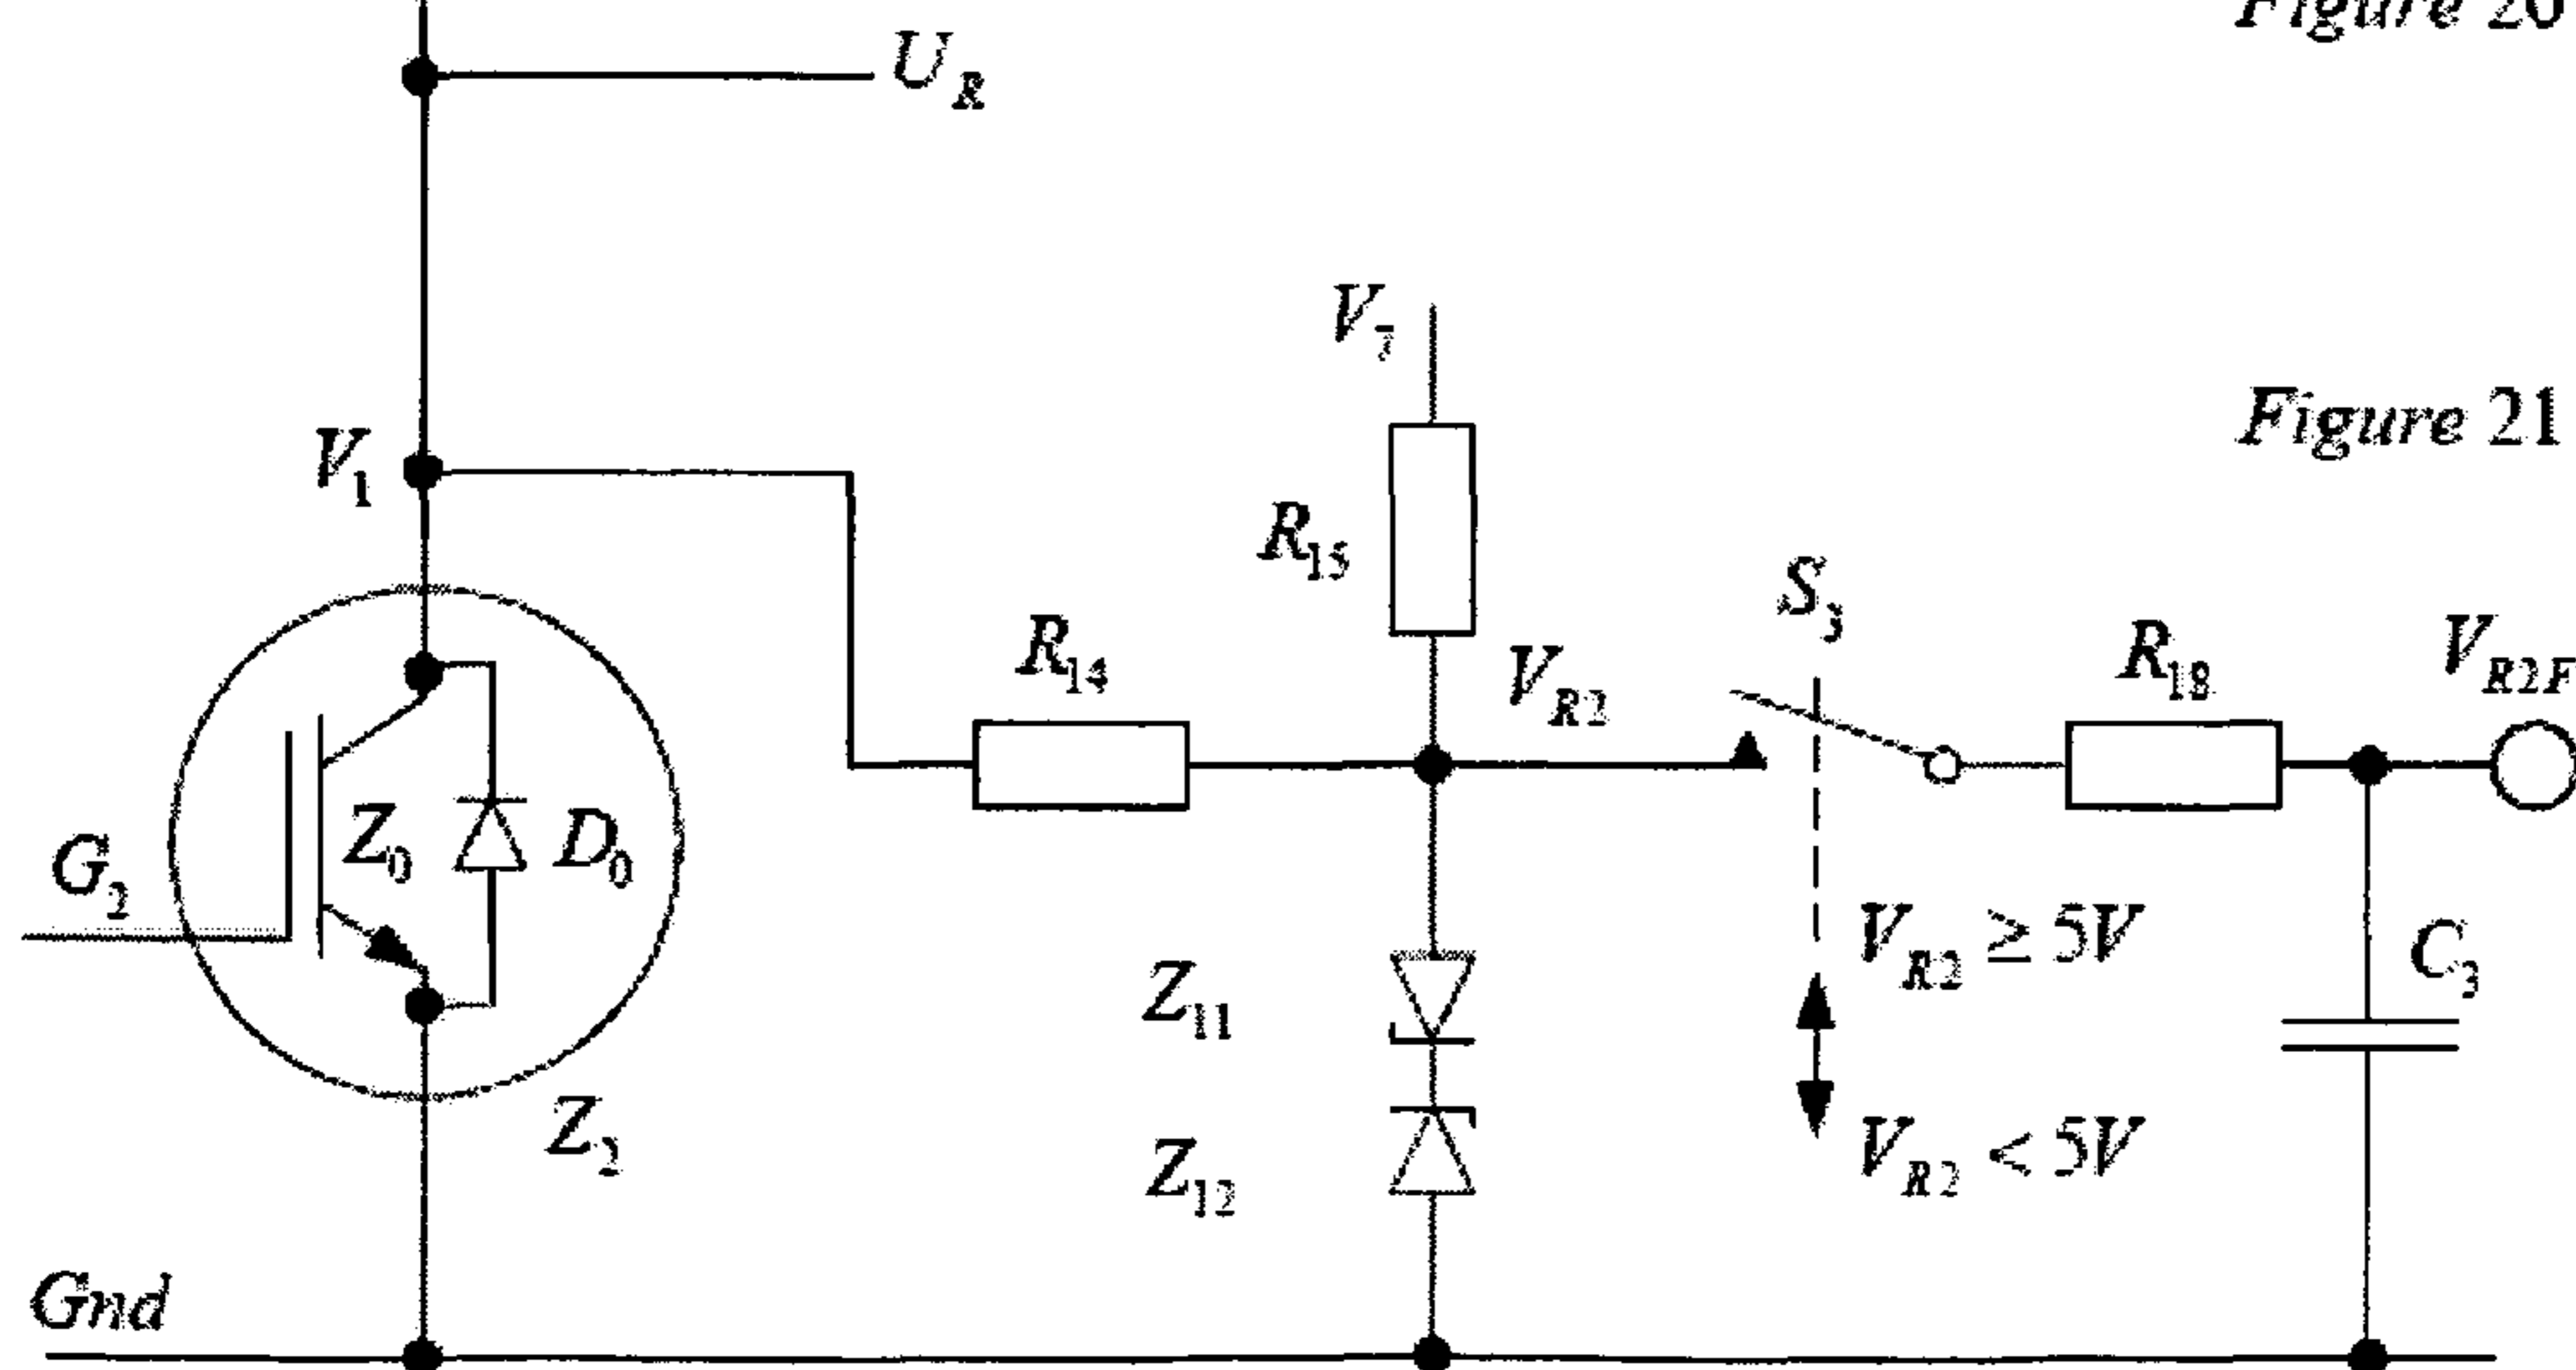 Figure 20
U_R
V_7
V_1
Figure 21
R_15
S_3
R_14
V_R2
R_18
V_R2F
G_2
Z_0
D_0
V_R2 ≥ 5V
C_3
Z_11
Z_2
Z_12
V_R2 < 5V
Gnd